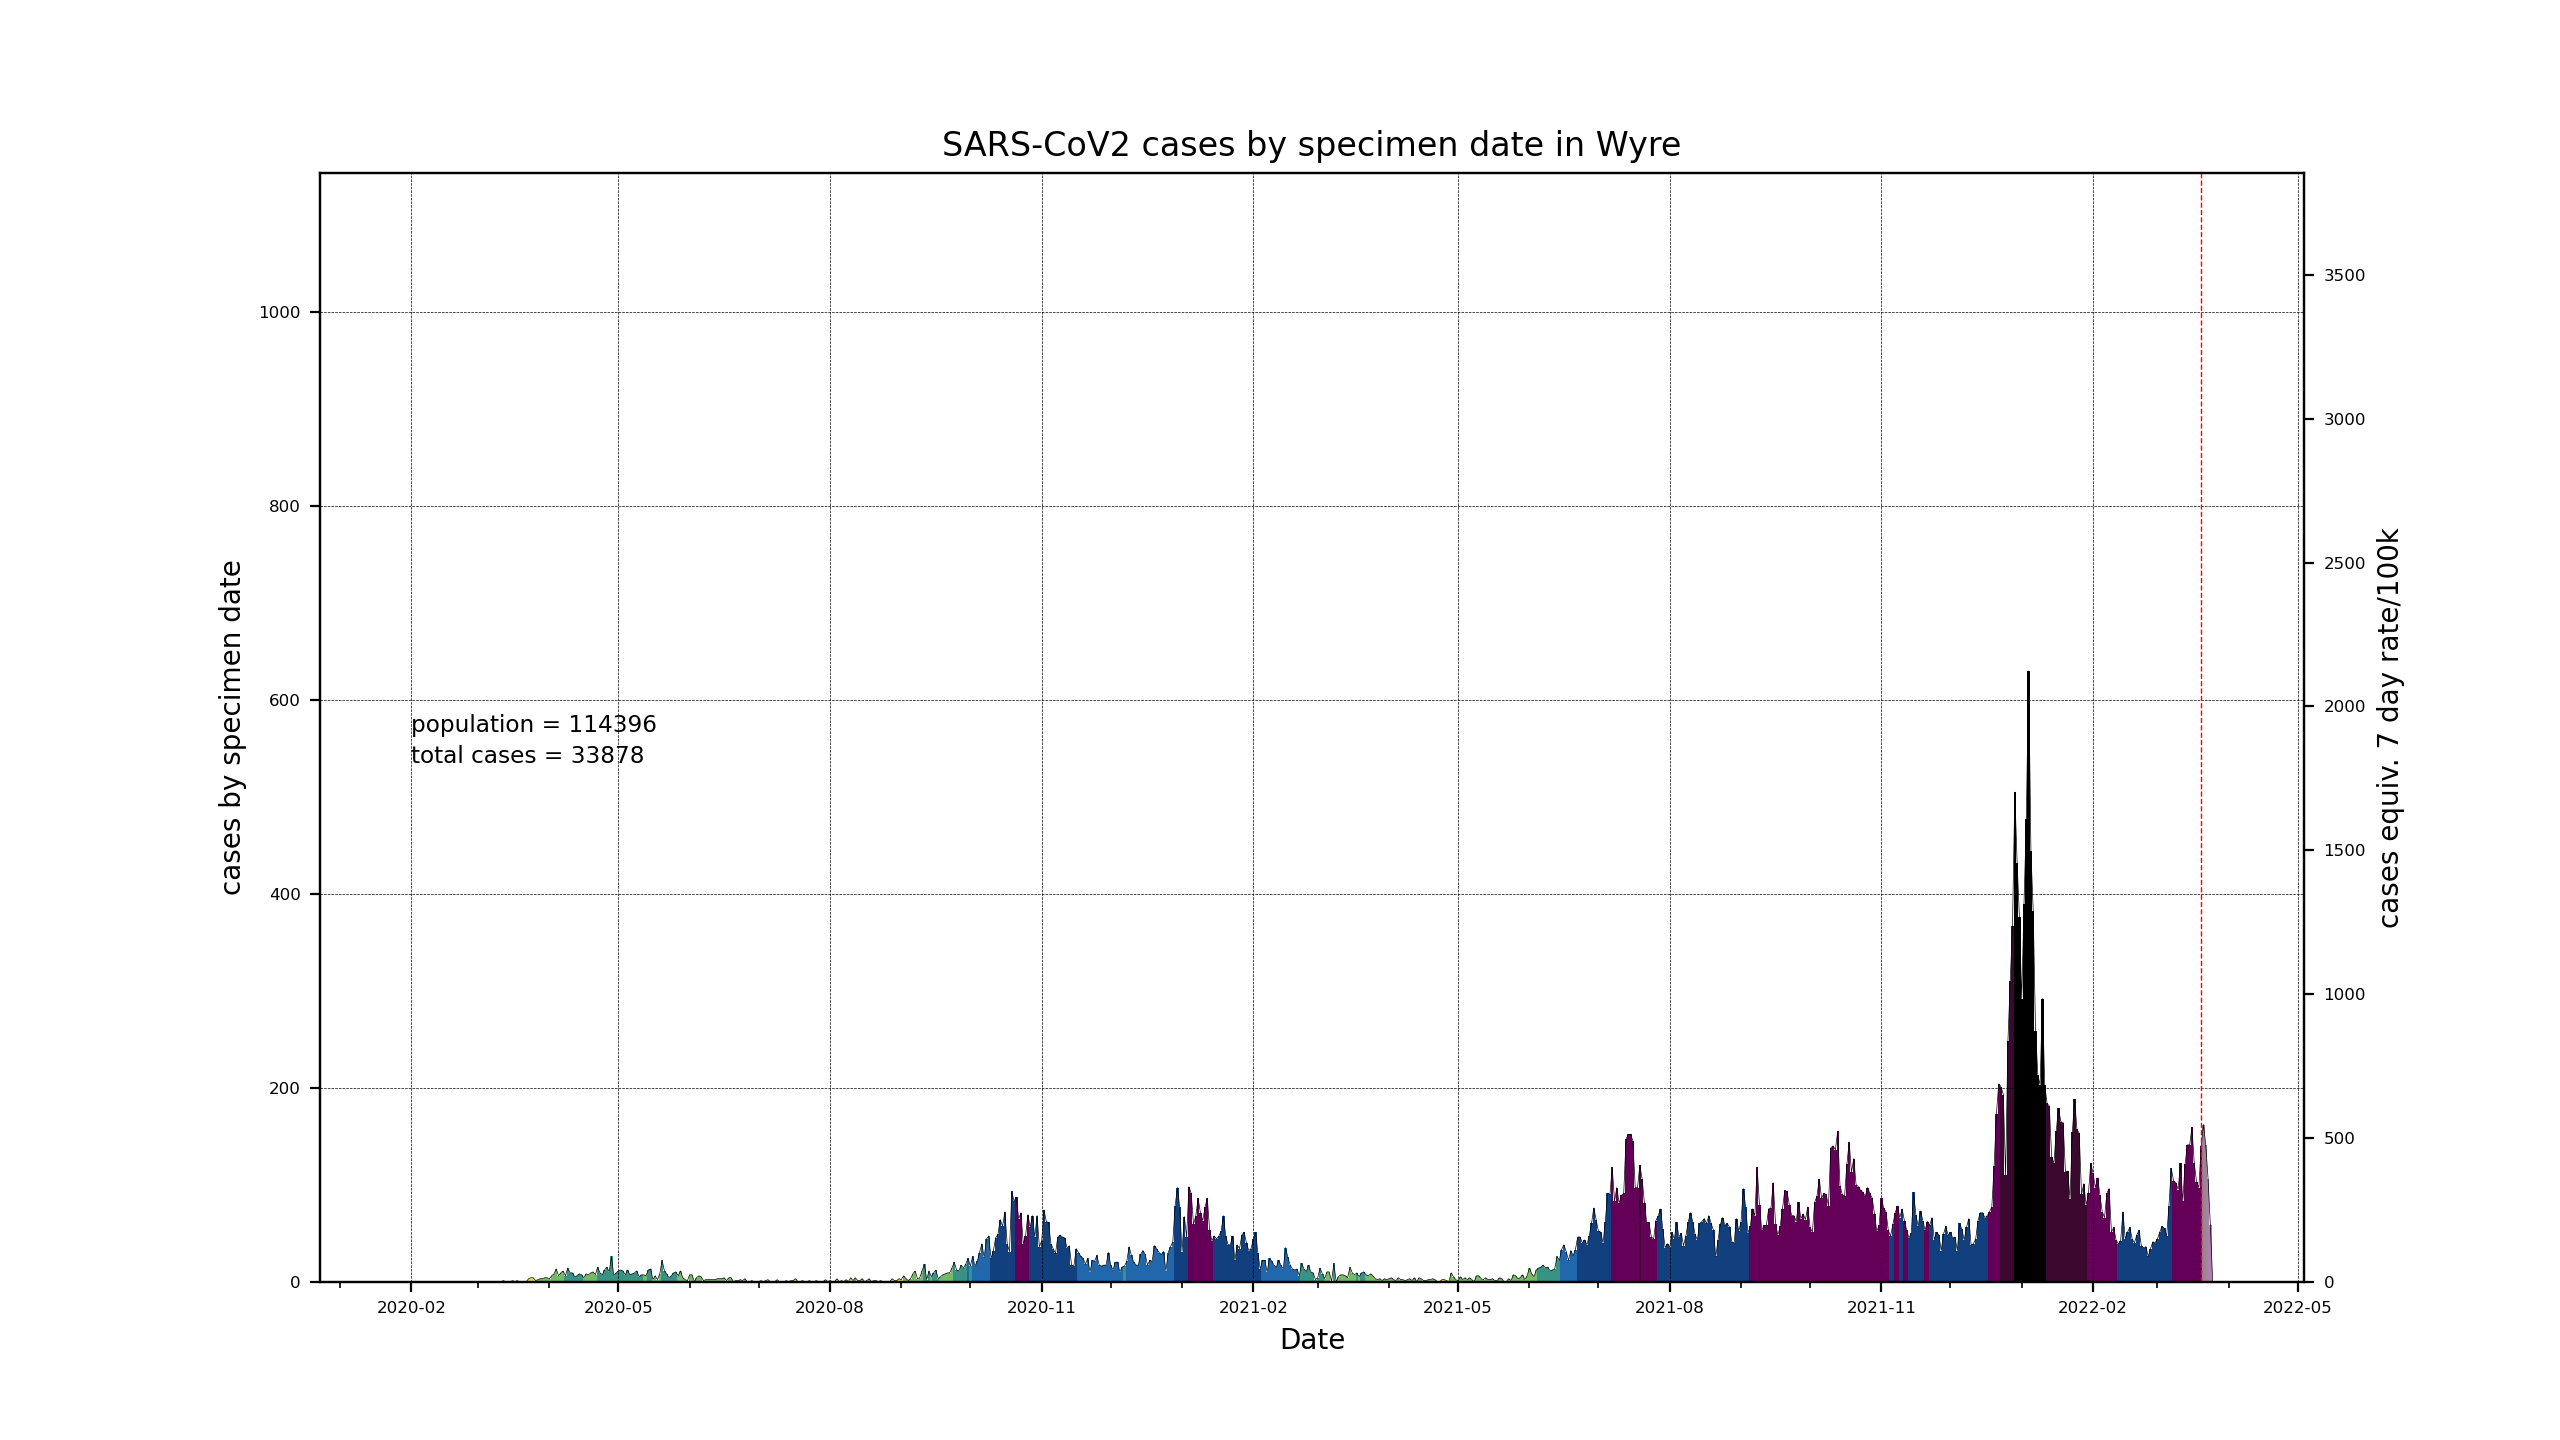 SARS-CoV2 cases by specimen date in Wyre
cases by specimen date
1000
800
600
400
200
0
population = 114396
total cases = 33878
3500
3000
2500
2000
1500
1000
500
0
cases equiv. 7 day rate/100k
2020-02 2020-05 2020-08 2020-11 2021-02 2021-05 2021-08 2021-11 2022-02 2022-05
Date